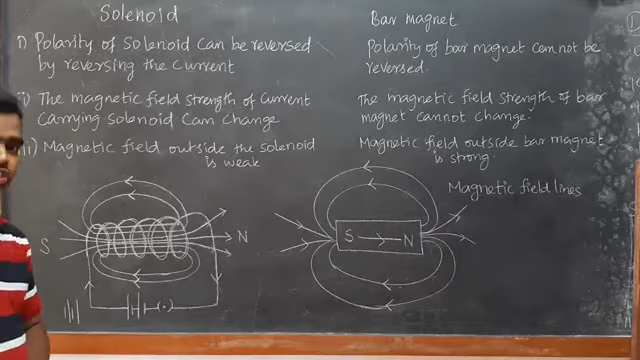 Solenoid
Bar magnet
i) Polarity of Solenoid can be reversed
by reversing the current
Polarity of bar magnet cannot be
reversed.
ii) The magnetic field strength of current
carrying solenoid can change
The magnetic field strength of bar
magnet cannot change.
iii) Magnetic field outside the solenoid
is weak
Magnetic field outside bar magnet
is strong.
Magnetic field lines
S
N
S
N